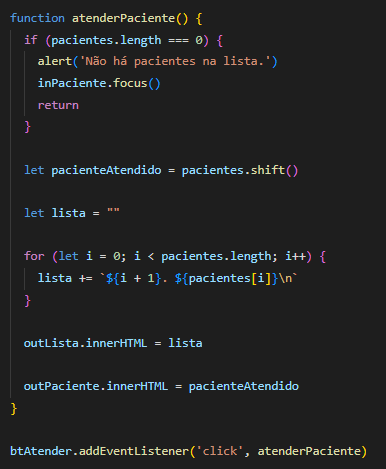 function atenderPaciente() {
  if (pacientes.length === 0) {
    alert('Não há pacientes na lista.')
    inPaciente.focus()
    return
  }

  let pacienteAtendido = pacientes.shift()

  let lista = ""

  for (let i = 0; i < pacientes.length; i++) {
    lista += `${i + 1}. ${pacientes[i]}\n`
  }

  outLista.innerHTML = lista

  outPaciente.innerHTML = pacienteAtendido
}

btAtender.addEventListener('click', atenderPaciente)